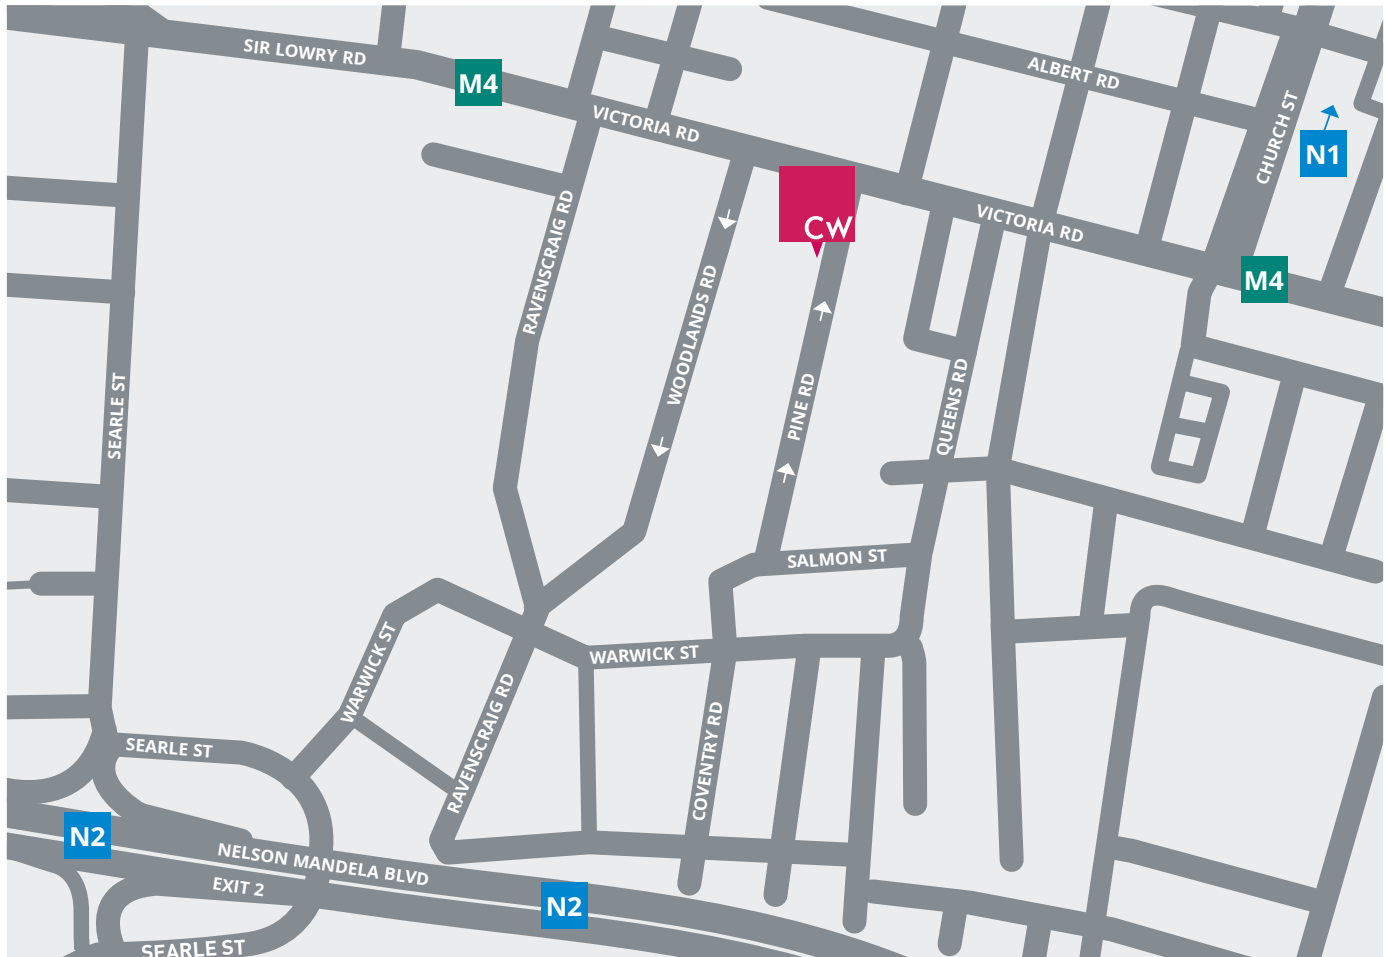 SIR LOWRY RD
M4
VICTORIA RD
ALBERT RD
CHURCH ST
N1
CW
VICTORIA RD
M4
RAVENSCRAIG RD
WOODLANDS RD
PINE RD
QUEENS RD
SEARLE ST
SALMON ST
WARWICK ST
WARWICK ST
RAVENSCRAIG RD
COVENTRY RD
SEARLE ST
N2
NELSON MANDELA BLVD
EXIT 2
N2
SEARLE ST